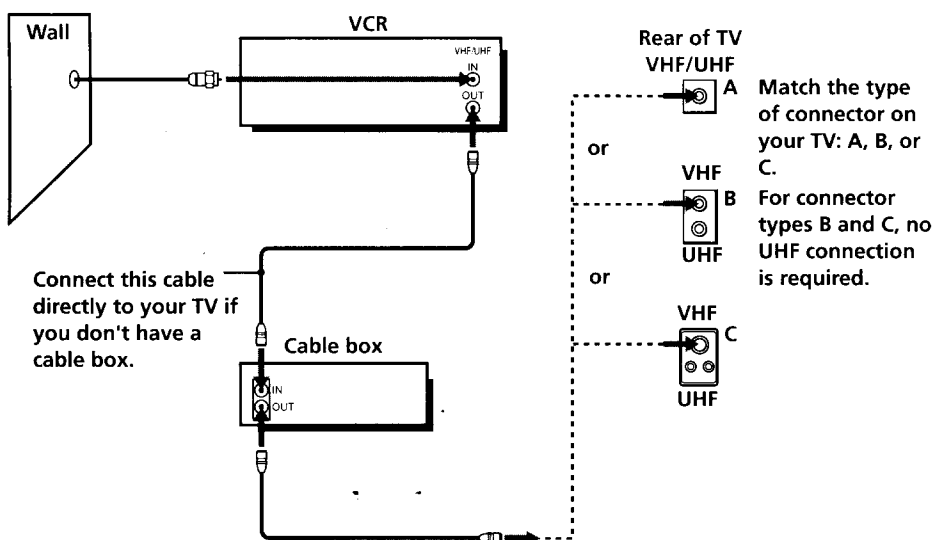 Wall
VCR
VHF/UHF
IN
OUT
Rear of TV
VHF/UHF
A
Match the type
of connector on
your TV: A, B, or
C.
or
VHF
B
UHF
For connector
types B and C, no
UHF connection
is required.
or
VHF
C
UHF
Connect this cable
directly to your TV if
you don't have a
cable box.
Cable box
IN
OUT